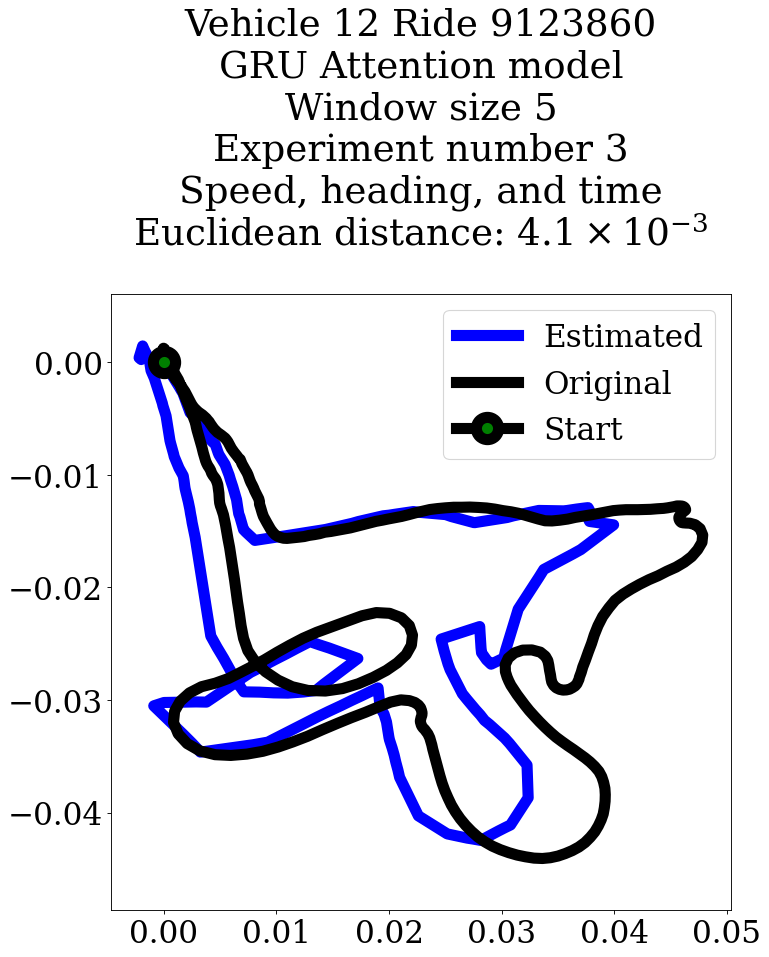 Vehicle 12 Ride 9123860
GRU Attention model
Window size 5
Experiment number 3
Speed, heading, and time
Euclidean distance: 4.1 × 10⁻³
Estimated
Original
Start
0.00
−0.01
−0.02
−0.03
−0.04
0.00 0.01 0.02 0.03 0.04 0.05